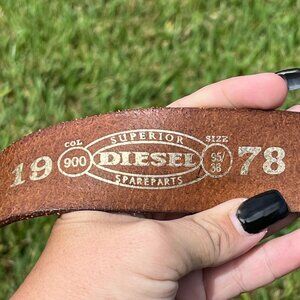 SUPERIOR
COL SIZE
19 900 DIESEL 95/38 78
SPAREPARTS